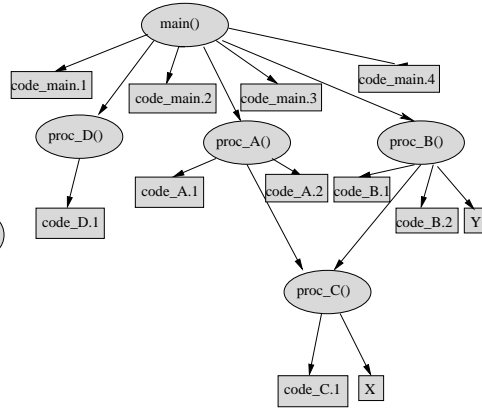 main()
code_main.1
code_main.2
code_main.3
code_main.4
proc_D()
proc_A()
proc_B()
code_A.1
code_A.2
code_B.1
code_D.1
code_B.2
Y
proc_C()
code_C.1
X